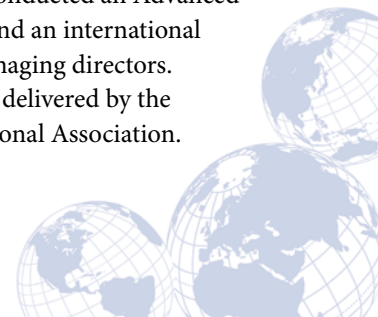 onducted an Advanced
nd an international
naging directors.
delivered by the
onal Association.